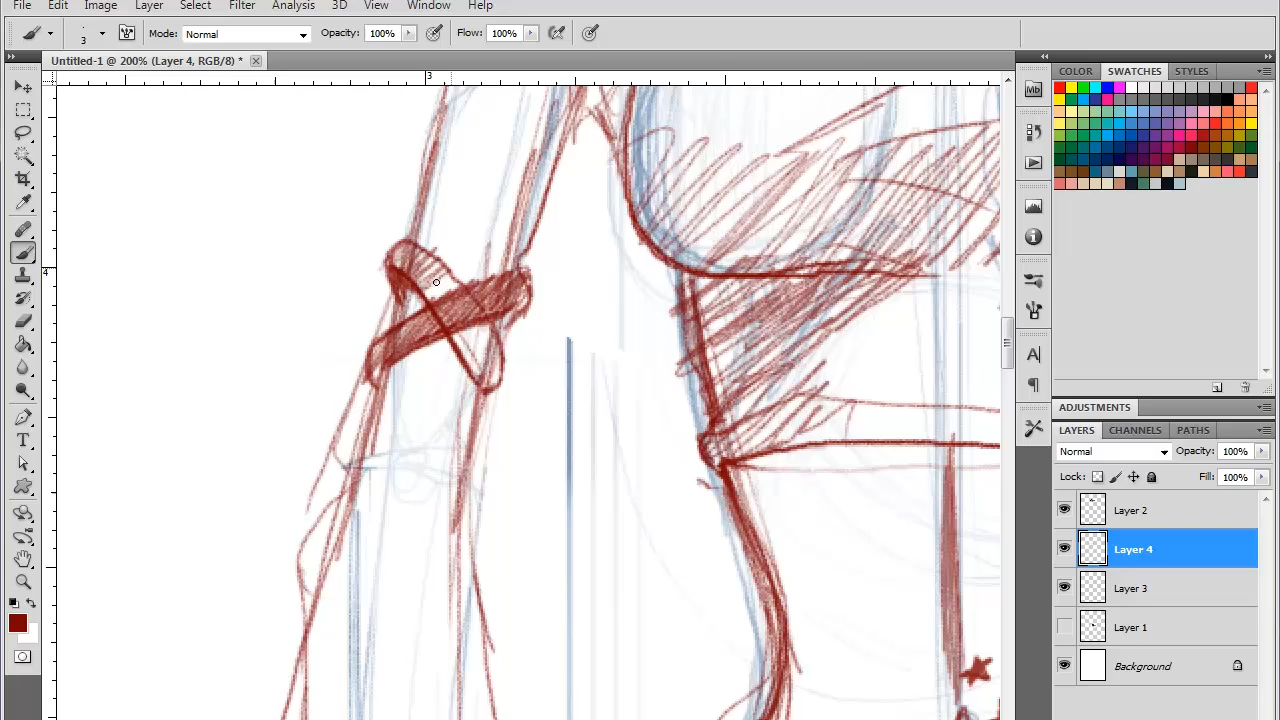 File Edit Image Layer Select Filter Analysis 3D View Window Help
3 Mode: Normal Opacity: 100% Flow: 100%
Untitled-1 @ 200% (Layer 4, RGB/8) *
3
4
COLOR SWATCHES STYLES
Mb
ADJUSTMENTS
LAYERS CHANNELS PATHS
Normal Opacity: 100%
Lock: Fill: 100%
Layer 2
Layer 4
Layer 3
Layer 1
Background